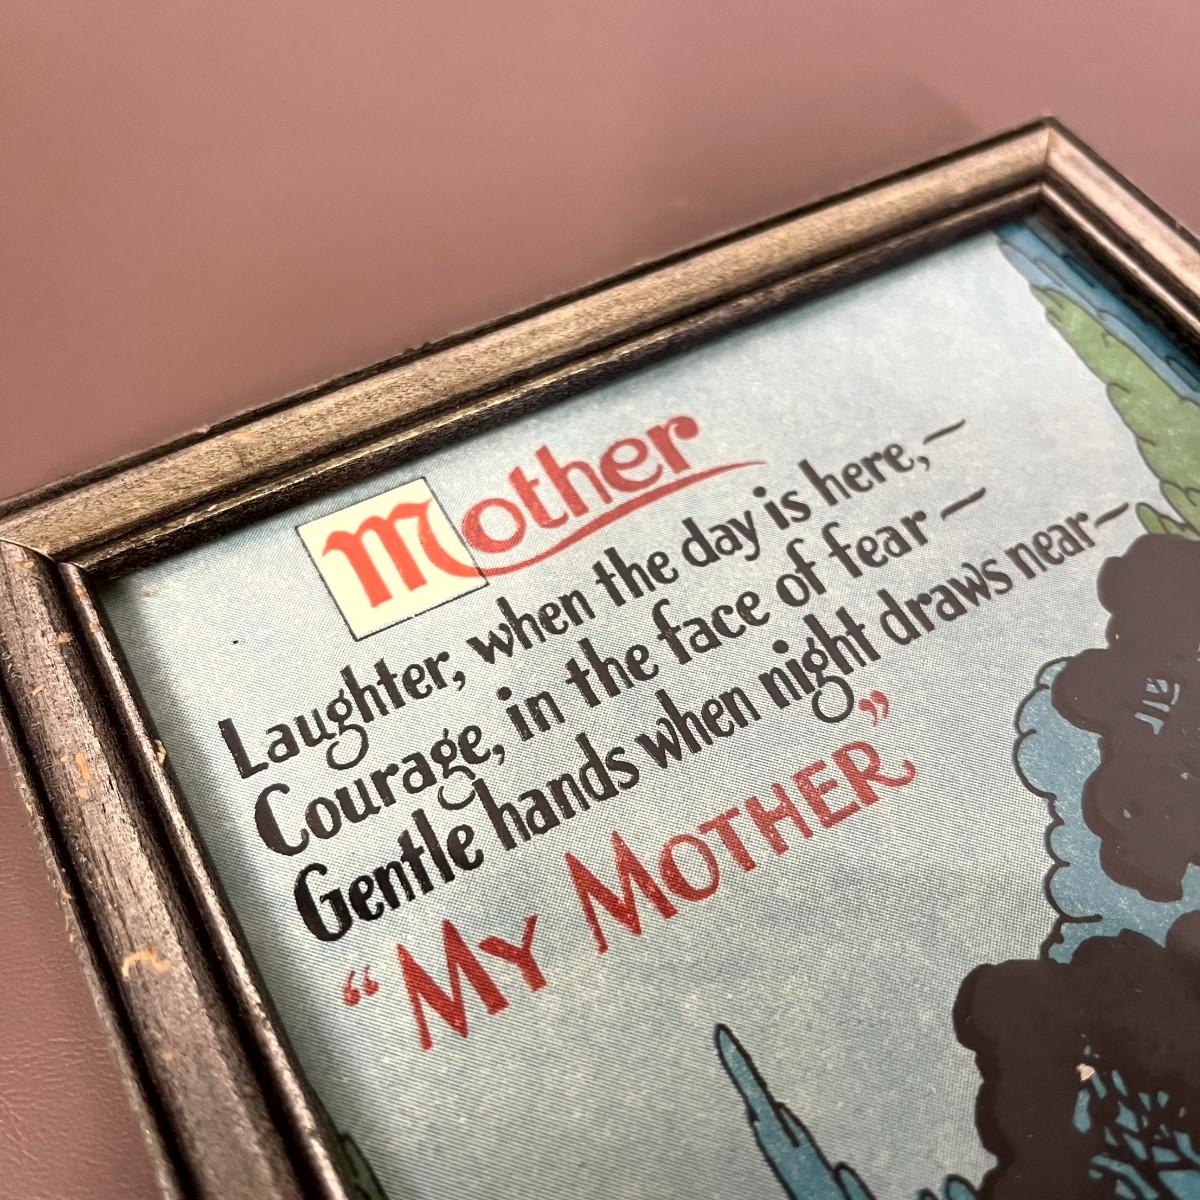 Mother
Laughter, when the day is here,—
Courage, in the face of fear—
Gentle hands when night draws near—
"MY MOTHER"